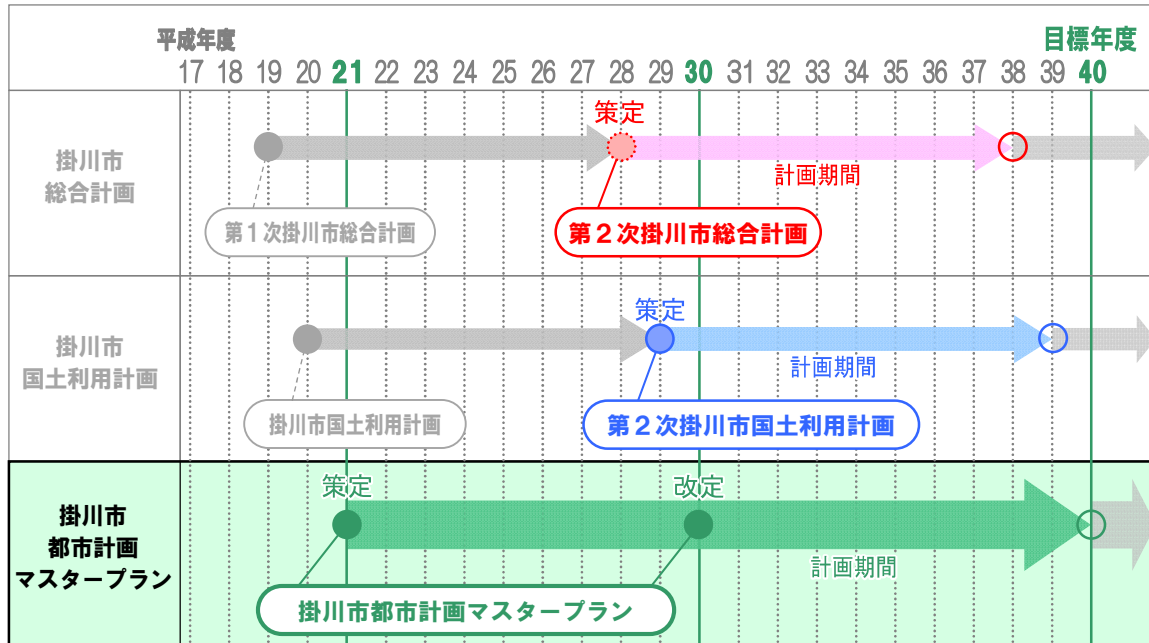 平成年度
目標年度
17 18 19 20 21 22 23 24 25 26 27 28 29 30 31 32 33 34 35 36 37 38 39 40
掛川市
総合計画
策定
計画期間
第1次掛川市総合計画
第2次掛川市総合計画
掛川市
国土利用計画
策定
計画期間
掛川市国土利用計画
第2次掛川市国土利用計画
掛川市
都市計画
マスタープラン
策定
改定
計画期間
掛川市都市計画マスタープラン